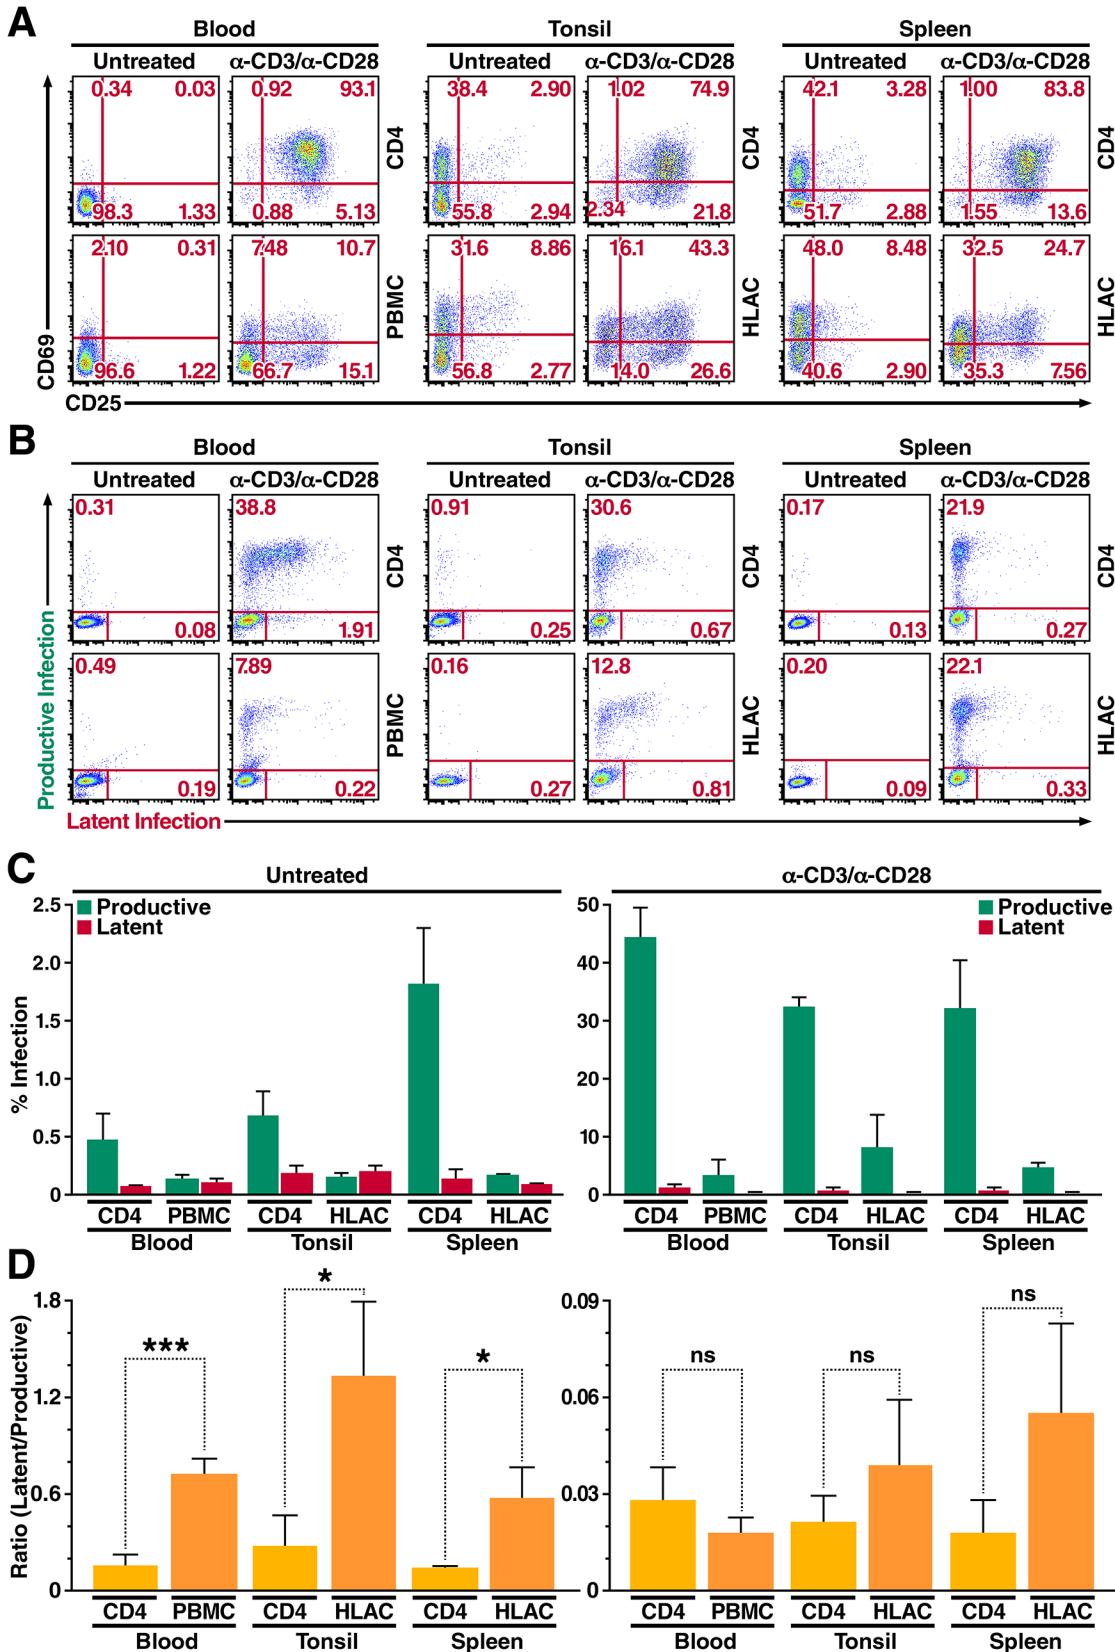 A
Blood Tonsil Spleen
Untreated α-CD3/α-CD28 Untreated α-CD3/α-CD28 Untreated α-CD3/α-CD28
0.34 0.03 0.92 93.1 38.4 2.90 1.02 74.9 42.1 3.28 1.00 83.8
CD4 CD4 CD4
98.3 1.33 0.88 5.13 55.8 2.94 2.34 21.8 51.7 2.88 1.55 13.6
2.10 0.31 7.48 10.7 31.6 8.86 16.1 43.3 48.0 8.48 32.5 24.7
PBMC HLAC HLAC
96.6 1.22 66.7 15.1 56.8 2.77 14.0 26.6 40.6 2.90 35.3 7.56
CD69
CD25
B
Blood Tonsil Spleen
Untreated α-CD3/α-CD28 Untreated α-CD3/α-CD28 Untreated α-CD3/α-CD28
0.31 38.8 0.91 30.6 0.17 21.9
CD4 CD4 CD4
0.08 1.91 0.25 0.67 0.13 0.27
0.49 7.89 0.16 12.8 0.20 22.1
PBMC HLAC HLAC
0.19 0.22 0.27 0.81 0.09 0.33
Productive Infection
Latent Infection
C
Untreated
2.5
2.0
1.5
1.0
0.5
0
% Infection
Productive
Latent
CD4 PBMC CD4 HLAC CD4 HLAC
Blood Tonsil Spleen
α-CD3/α-CD28
50
40
30
20
10
0
Productive
Latent
CD4 PBMC CD4 HLAC CD4 HLAC
Blood Tonsil Spleen
D
1.8
1.2
0.6
0
Ratio (Latent/Productive)
*** * *
CD4 PBMC CD4 HLAC CD4 HLAC
Blood Tonsil Spleen
0.09
0.06
0.03
0
ns ns ns
CD4 PBMC CD4 HLAC CD4 HLAC
Blood Tonsil Spleen